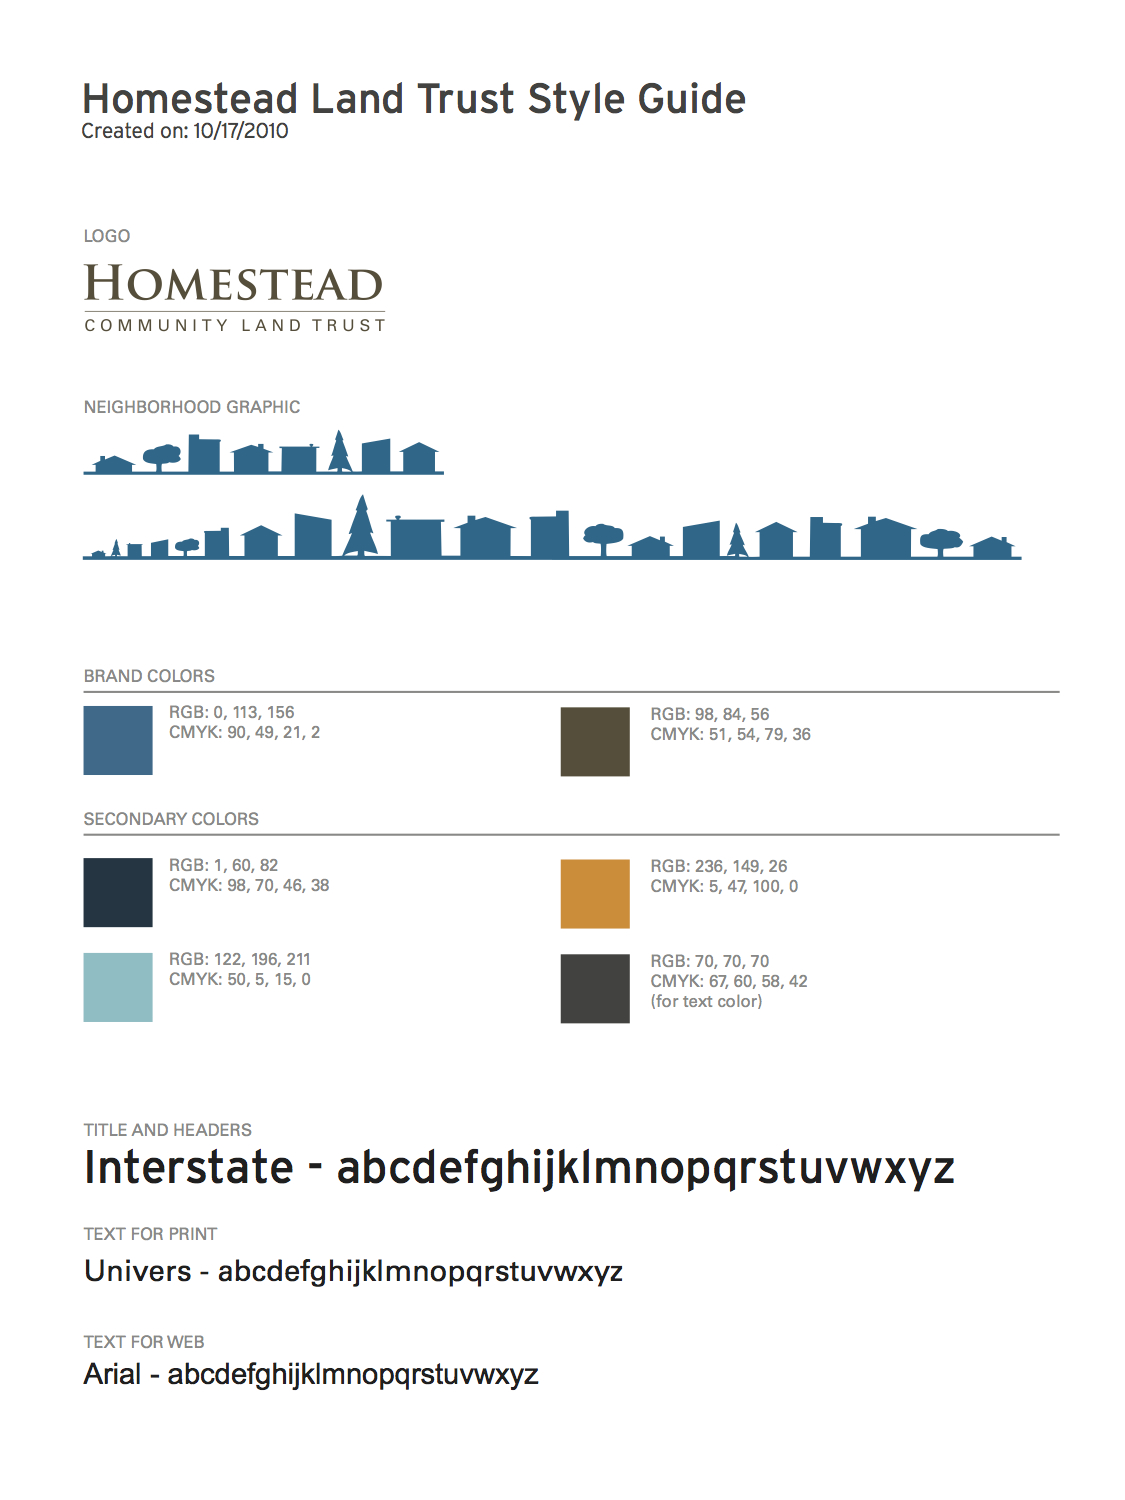 Homestead Land Trust Style Guide
Created on: 10/17/2010
LOGO
HOMESTEAD
COMMUNITY LAND TRUST
NEIGHBORHOOD GRAPHIC
BRAND COLORS
RGB: 0, 113, 156
CMYK: 90, 49, 21, 2
RGB: 98, 84, 56
CMYK: 51, 54, 79, 36
SECONDARY COLORS
RGB: 1, 60, 82
CMYK: 98, 70, 46, 38
RGB: 236, 149, 26
CMYK: 5, 47, 100, 0
RGB: 122, 196, 211
CMYK: 50, 5, 15, 0
RGB: 70, 70, 70
CMYK: 67, 60, 58, 42
(for text color)
TITLE AND HEADERS
Interstate - abcdefghijklmnopqrstuvwxyz
TEXT FOR PRINT
Univers - abcdefghijklmnopqrstuvwxyz
TEXT FOR WEB
Arial - abcdefghijklmnopqrstuvwxyz